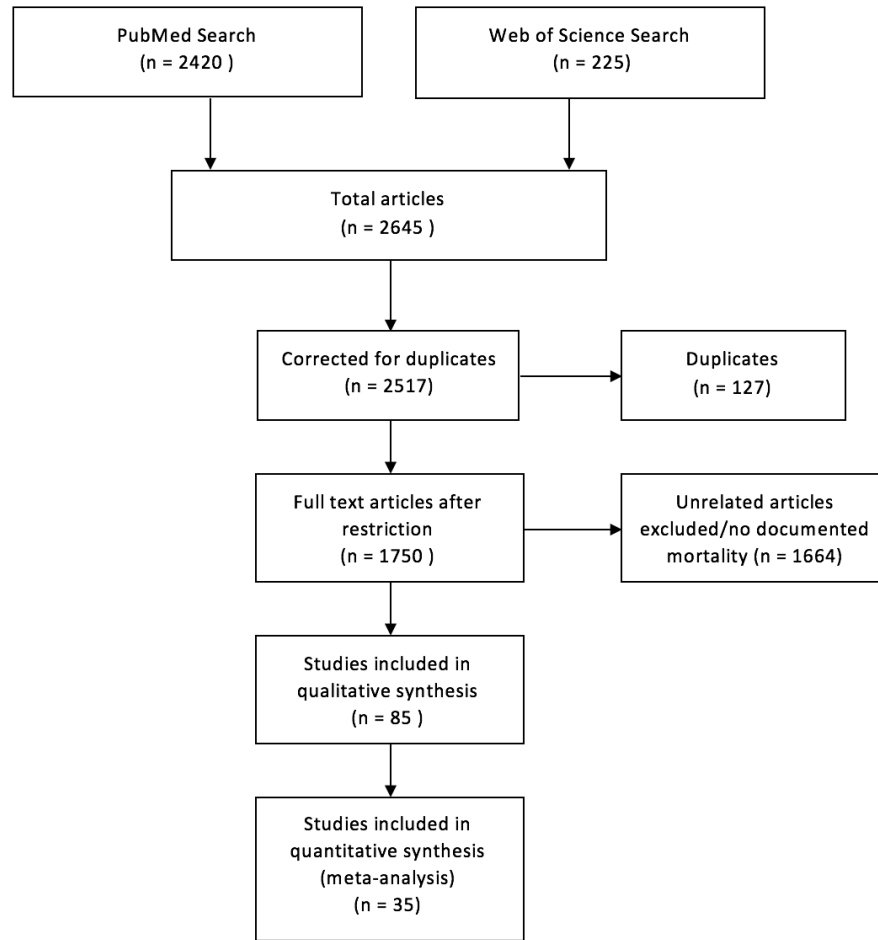 PubMed Search
(n = 2420 )
Web of Science Search
(n = 225)
Total articles
(n = 2645 )
Corrected for duplicates
(n = 2517)
Duplicates
(n = 127)
Full text articles after
restriction
(n = 1750 )
Unrelated articles
excluded/no documented
mortality (n = 1664)
Studies included in
qualitative synthesis
(n = 85 )
Studies included in
quantitative synthesis
(meta-analysis)
(n = 35)